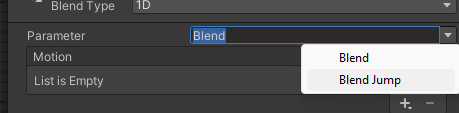 Blend Type 1D
Parameter Blend
Motion Blend
List is Empty Blend Jump
+ −